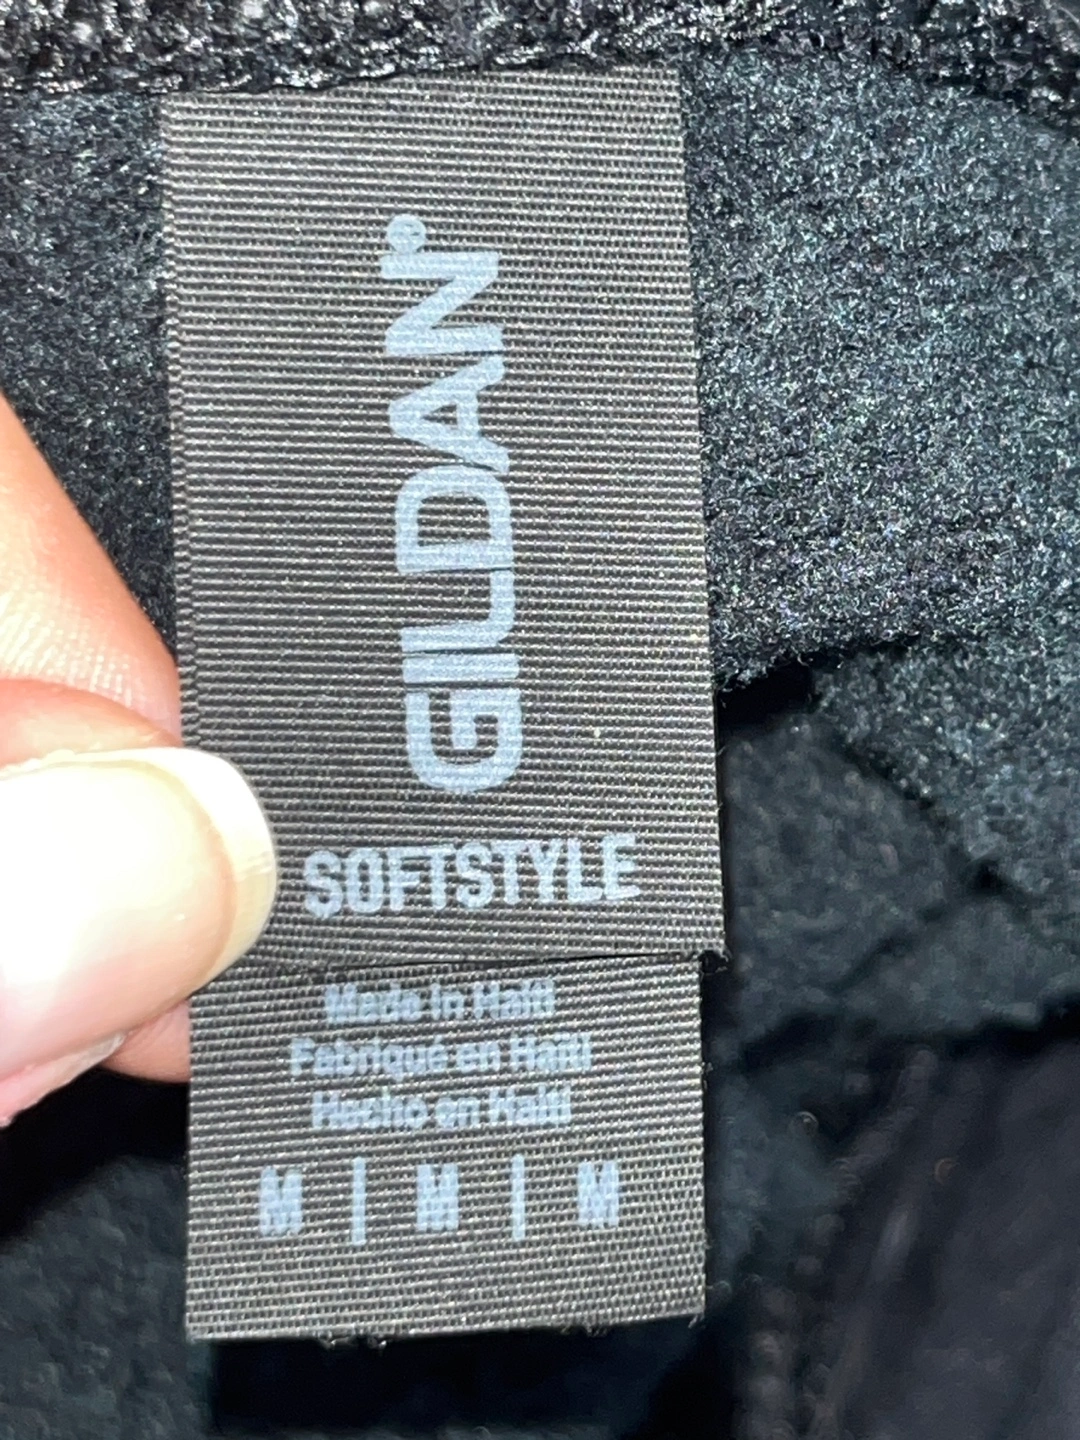 GILDAN®
SOFTSTYLE
Made in Haiti
Fabriqué en Haïti
Hecho en Haití
M | M | M